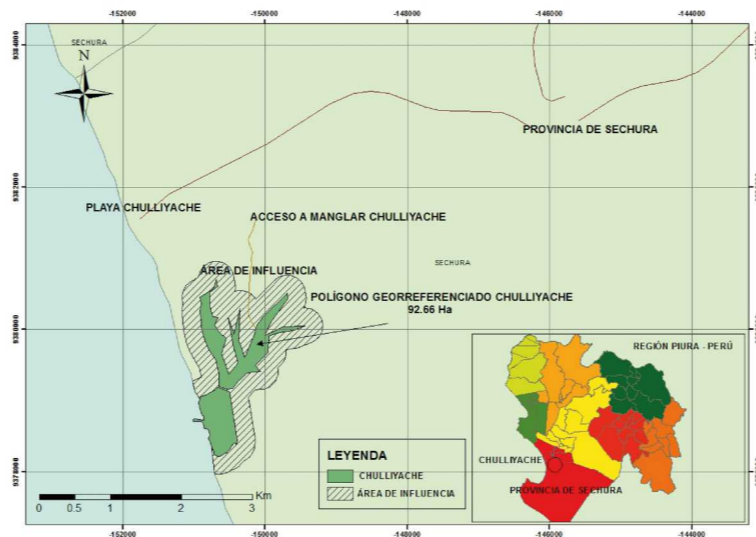 -152000
-150000
-148000
-146000
-144000
9384000
SECHURA
N
PROVINCIA DE SECHURA
9382000
PLAYA CHULLIYACHE
ACCESO A MANGLAR CHULLIYACHE
SECHURA
ÁREA DE INFLUENCIA
POLÍGONO GEORREFERENCIADO CHULLIYACHE
92.66 Ha
9380000
REGIÓN PIURA - PERÚ
CHULLIYACHE
PROVINCIA DE SECHURA
LEYENDA
CHULLIYACHE
ÁREA DE INFLUENCIA
9378000
Km
0 0.5 1 2 3
-152000
-150000
-148000
-146000
-144000